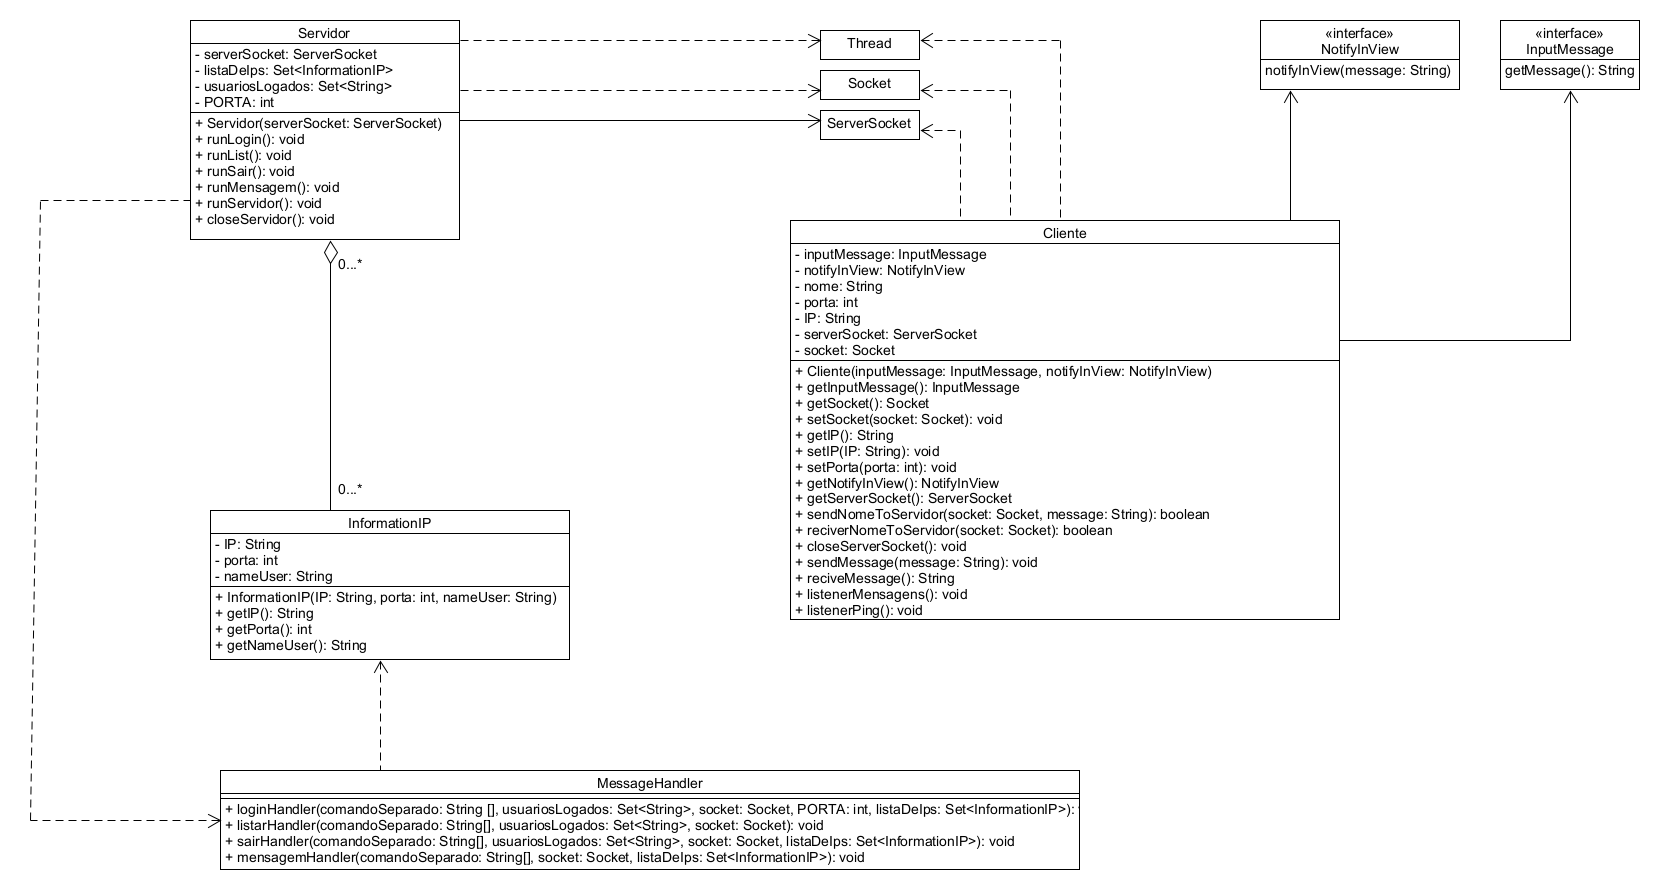 Servidor
- serverSocket: ServerSocket
- listaDeIps: Set<InformationIP>
- usuariosLogados: Set<String>
- PORTA: int
+ Servidor(serverSocket: ServerSocket)
+ runLogin(): void
+ runList(): void
+ runSair(): void
+ runMensagem(): void
+ runServidor(): void
+ closeServidor(): void
Thread
Socket
ServerSocket
«interface»
NotifyInView
notifyInView(message: String)
«interface»
InputMessage
getMessage(): String
0...*
0...*
Cliente
- inputMessage: InputMessage
- notifyInView: NotifyInView
- nome: String
- porta: int
- IP: String
- serverSocket: ServerSocket
- socket: Socket
+ Cliente(inputMessage: InputMessage, notifyInView: NotifyInView)
+ getInputMessage(): InputMessage
+ getSocket(): Socket
+ setSocket(socket: Socket): void
+ getIP(): String
+ setIP(IP: String): void
+ setPorta(porta: int): void
+ getNotifyInView(): NotifyInView
+ getServerSocket(): ServerSocket
+ sendNomeToServidor(socket: Socket, message: String): boolean
+ reciverNomeToServidor(socket: Socket): boolean
+ closeServerSocket(): void
+ sendMessage(message: String): void
+ reciveMessage(): String
+ listenerMensagens(): void
+ listenerPing(): void
InformationIP
- IP: String
- porta: int
- nameUser: String
+ InformationIP(IP: String, porta: int, nameUser: String)
+ getIP(): String
+ getPorta(): int
+ getNameUser(): String
MessageHandler
+ loginHandler(comandoSeparado: String [], usuariosLogados: Set<String>, socket: Socket, PORTA: int, listaDeIps: Set<InformationIP>):
+ listarHandler(comandoSeparado: String[], usuariosLogados: Set<String>, socket: Socket): void
+ sairHandler(comandoSeparado: String[], usuariosLogados: Set<String>, socket: Socket, listaDeIps: Set<InformationIP>): void
+ mensagemHandler(comandoSeparado: String[], socket: Socket, listaDeIps: Set<InformationIP>): void